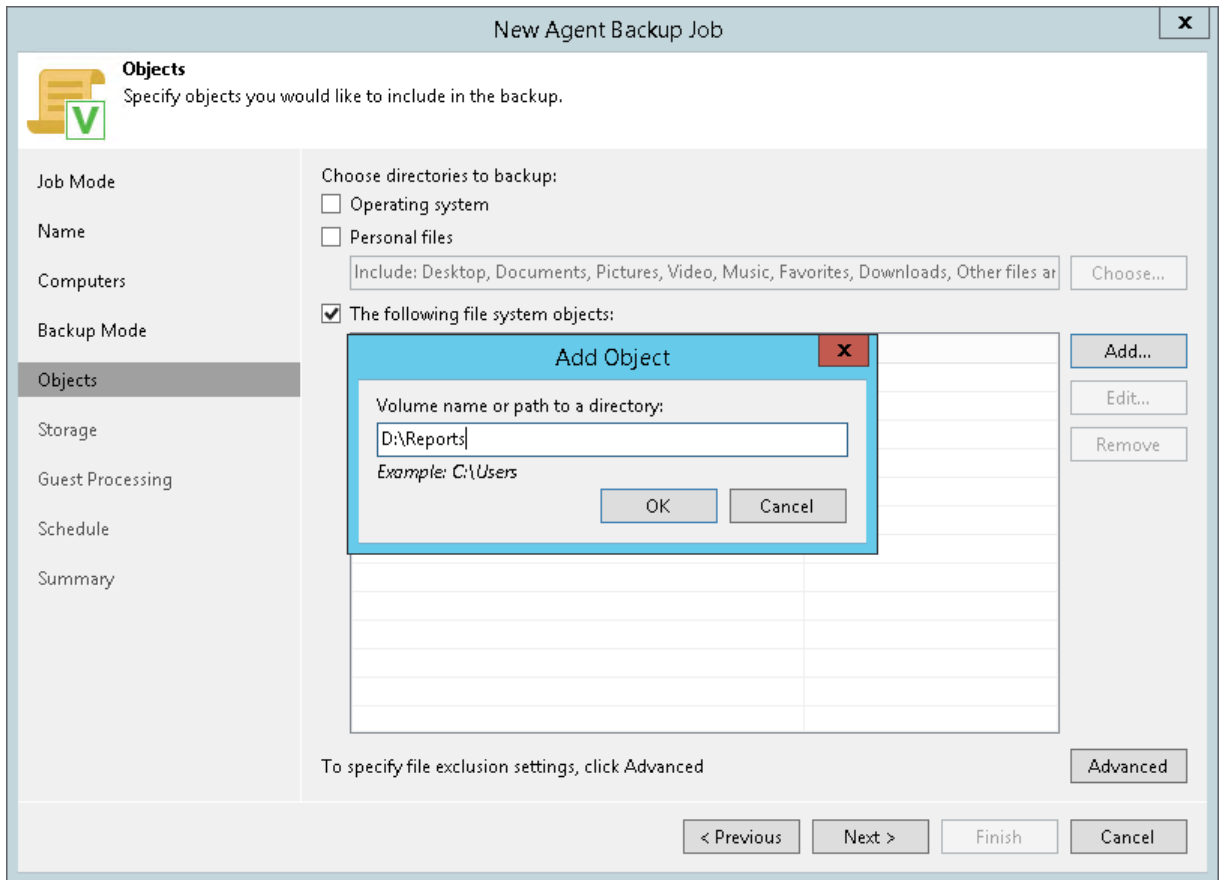 New Agent Backup Job
X
Objects
Specify objects you would like to include in the backup.
V
Job Mode
Name
Computers
Backup Mode
Objects
Storage
Guest Processing
Schedule
Summary
Choose directories to backup:
Operating system
Personal files
Include: Desktop, Documents, Pictures, Video, Music, Favorites, Downloads, Other files ar
Choose...
The following file system objects:
Add...
Edit...
Remove
Add Object
X
Volume name or path to a directory:
D:\Reports
Example: C:\Users
OK
Cancel
To specify file exclusion settings, click Advanced
Advanced
< Previous
Next >
Finish
Cancel